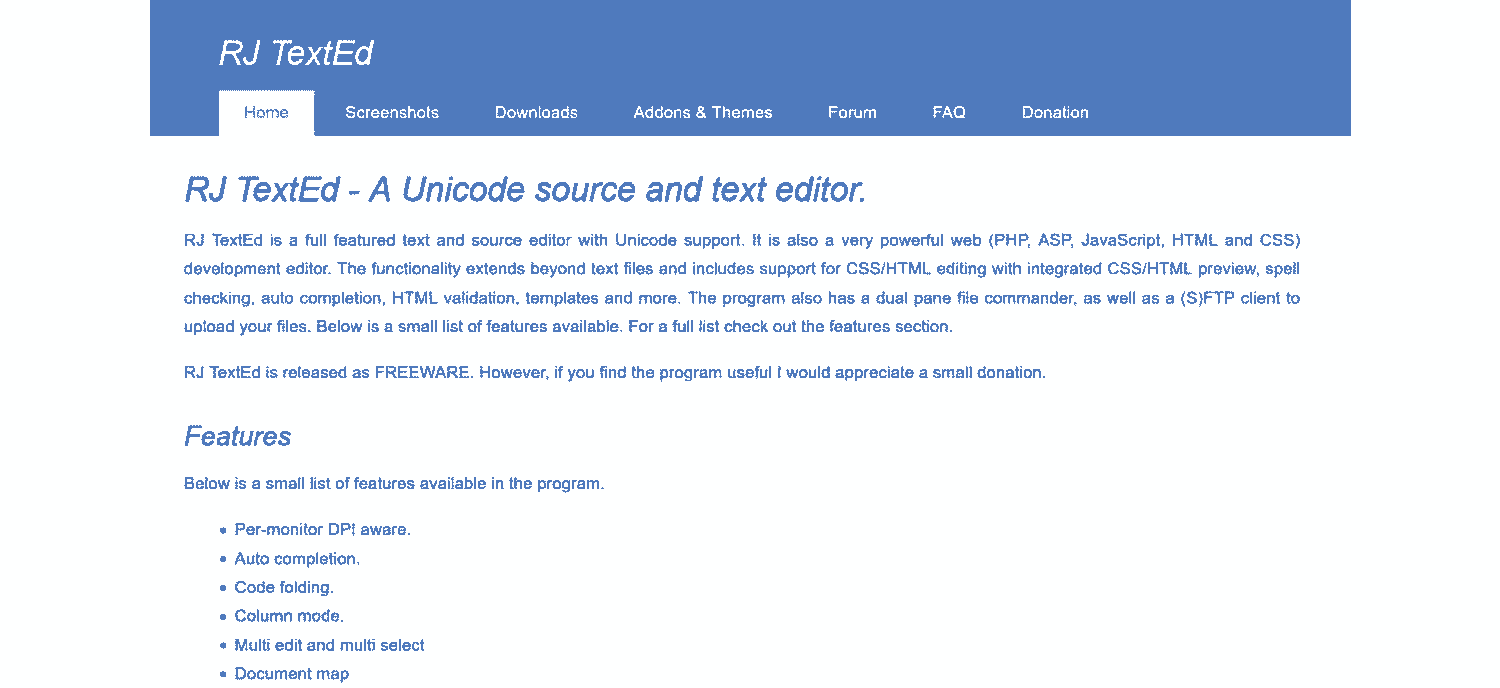 RJ TextEd
Home Screenshots Downloads Addons & Themes Forum FAQ Donation
RJ TextEd - A Unicode source and text editor.
RJ TextEd is a full featured text and source editor with Unicode support. It is also a very powerful web (PHP, ASP, JavaScript, HTML and CSS)
development editor. The functionality extends beyond text files and includes support for CSS/HTML editing with integrated CSS/HTML preview, spell
checking, auto completion, HTML validation, templates and more. The program also has a dual pane file commander, as well as a (S)FTP client to
upload your files. Below is a small list of features available. For a full list check out the features section.
RJ TextEd is released as FREEWARE. However, if you find the program useful I would appreciate a small donation.
Features
Below is a small list of features available in the program.
• Per-monitor DPI aware.
• Auto completion.
• Code folding.
• Column mode.
• Multi edit and multi select
• Document map